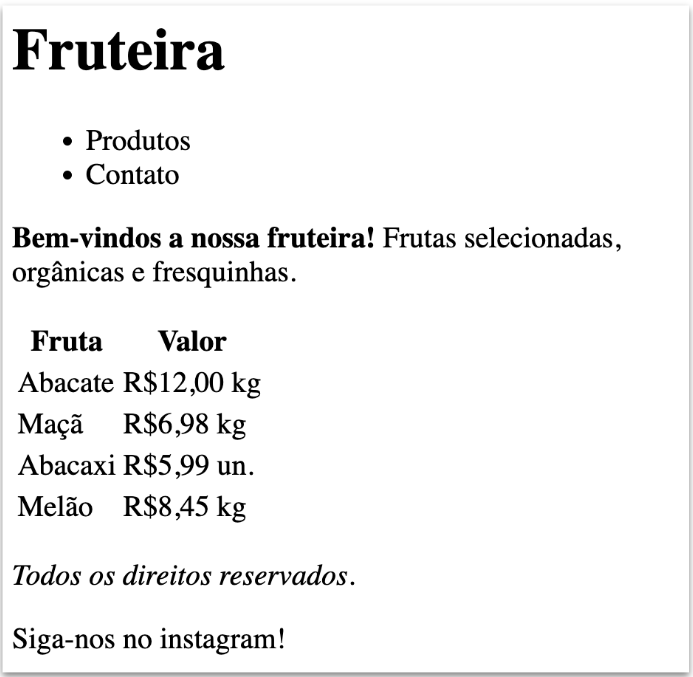 Fruteira
• Produtos
• Contato
Bem-vindos a nossa fruteira! Frutas selecionadas,
orgânicas e fresquinhas.
Fruta Valor
Abacate R$12,00 kg
Maçã R$6,98 kg
Abacaxi R$5,99 un.
Melão R$8,45 kg
Todos os direitos reservados.
Siga-nos no instagram!